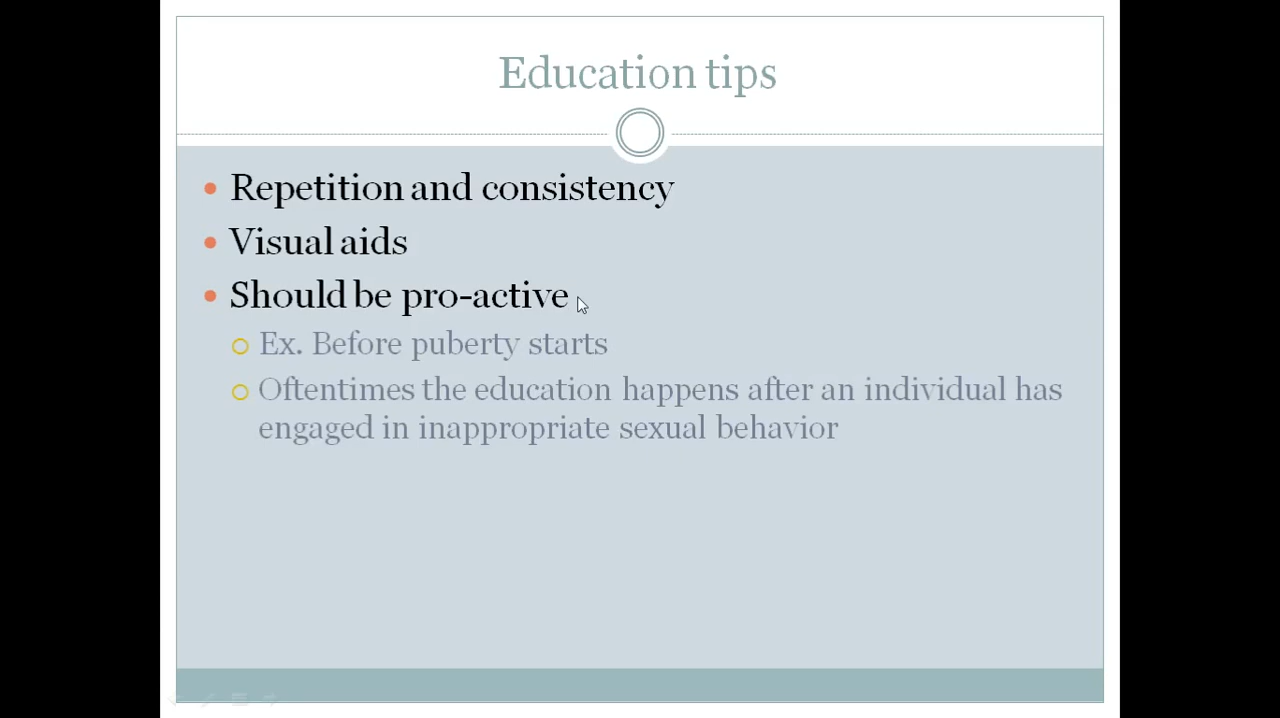 Education tips
Repetition and consistency
Visual aids
Should be pro-active
Ex. Before puberty starts
Oftentimes the education happens after an individual has
engaged in inappropriate sexual behavior